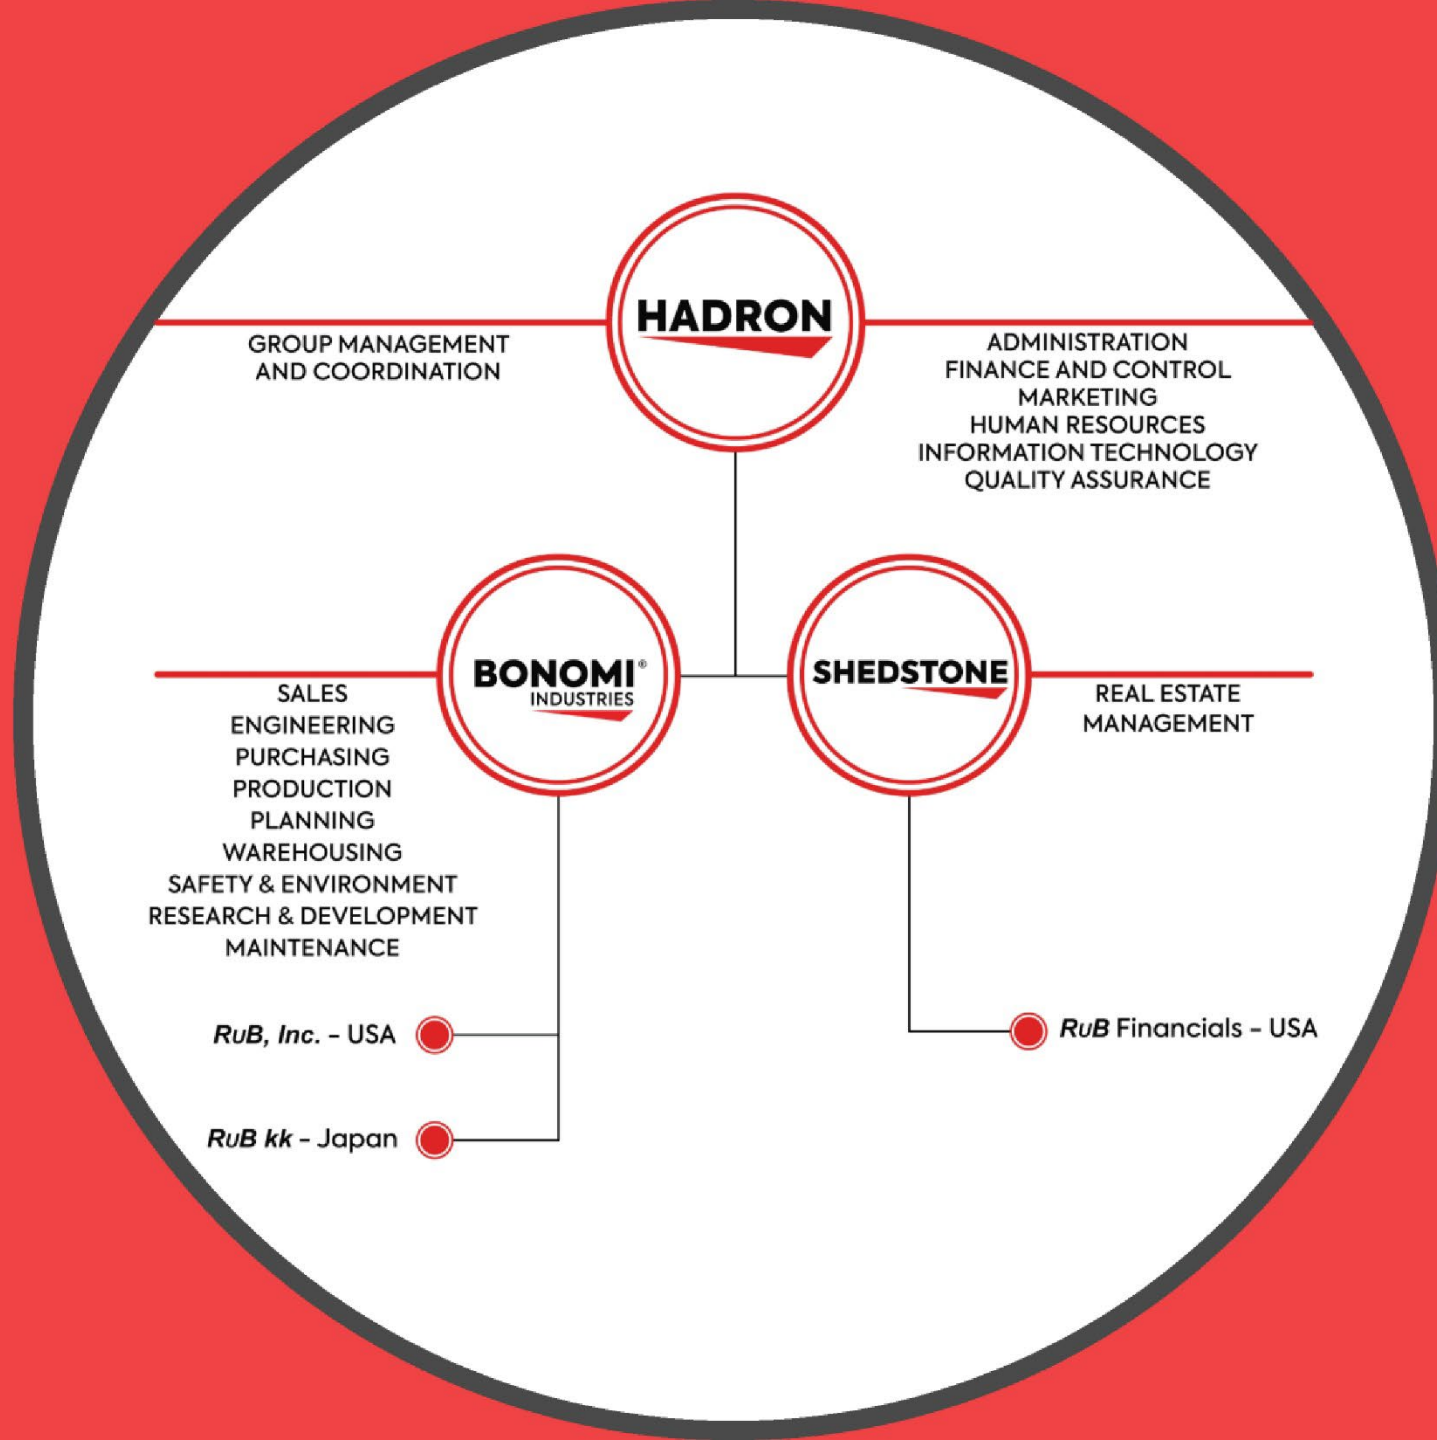 HADRON
GROUP MANAGEMENT
AND COORDINATION
ADMINISTRATION
FINANCE AND CONTROL
MARKETING
HUMAN RESOURCES
INFORMATION TECHNOLOGY
QUALITY ASSURANCE
BONOMI®
INDUSTRIES
SALES
ENGINEERING
PURCHASING
PRODUCTION
PLANNING
WAREHOUSING
SAFETY & ENVIRONMENT
RESEARCH & DEVELOPMENT
MAINTENANCE
SHEDSTONE
REAL ESTATE
MANAGEMENT
RuB, Inc. – USA
RuB kk – Japan
RuB Financials – USA